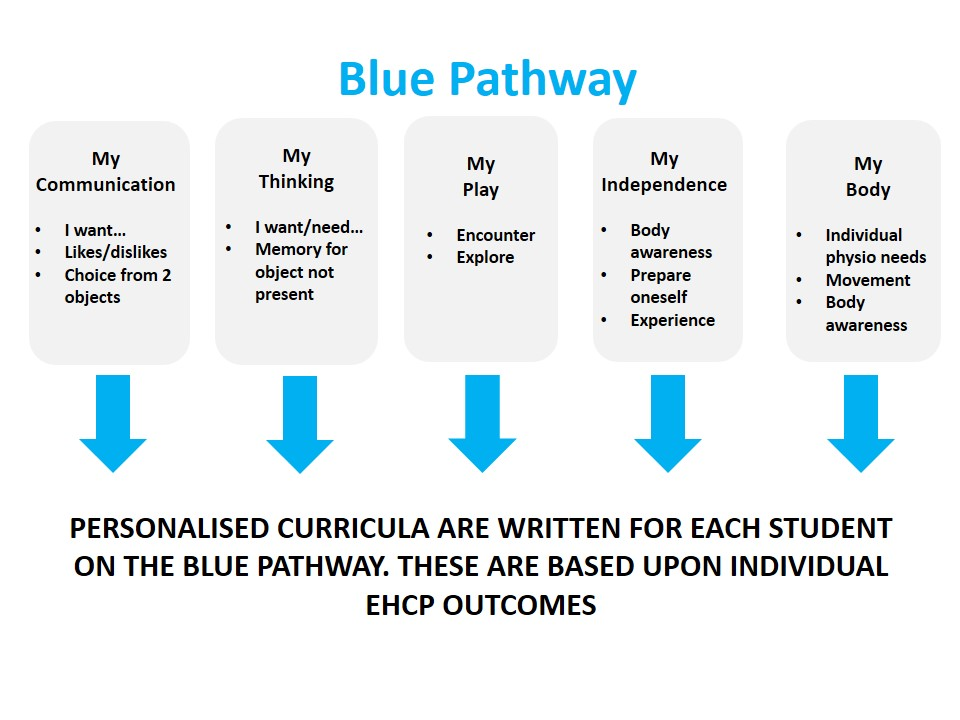 Blue Pathway
My
Communication
• I want...
• Likes/dislikes
• Choice from 2
objects
My
Thinking
• I want/need...
• Memory for
object not
present
My
Play
• Encounter
• Explore
My
Independence
• Body
awareness
• Prepare
oneself
• Experience
My
Body
• Individual
physio needs
• Movement
• Body
awareness
PERSONALISED CURRICULA ARE WRITTEN FOR EACH STUDENT
ON THE BLUE PATHWAY. THESE ARE BASED UPON INDIVIDUAL
EHCP OUTCOMES